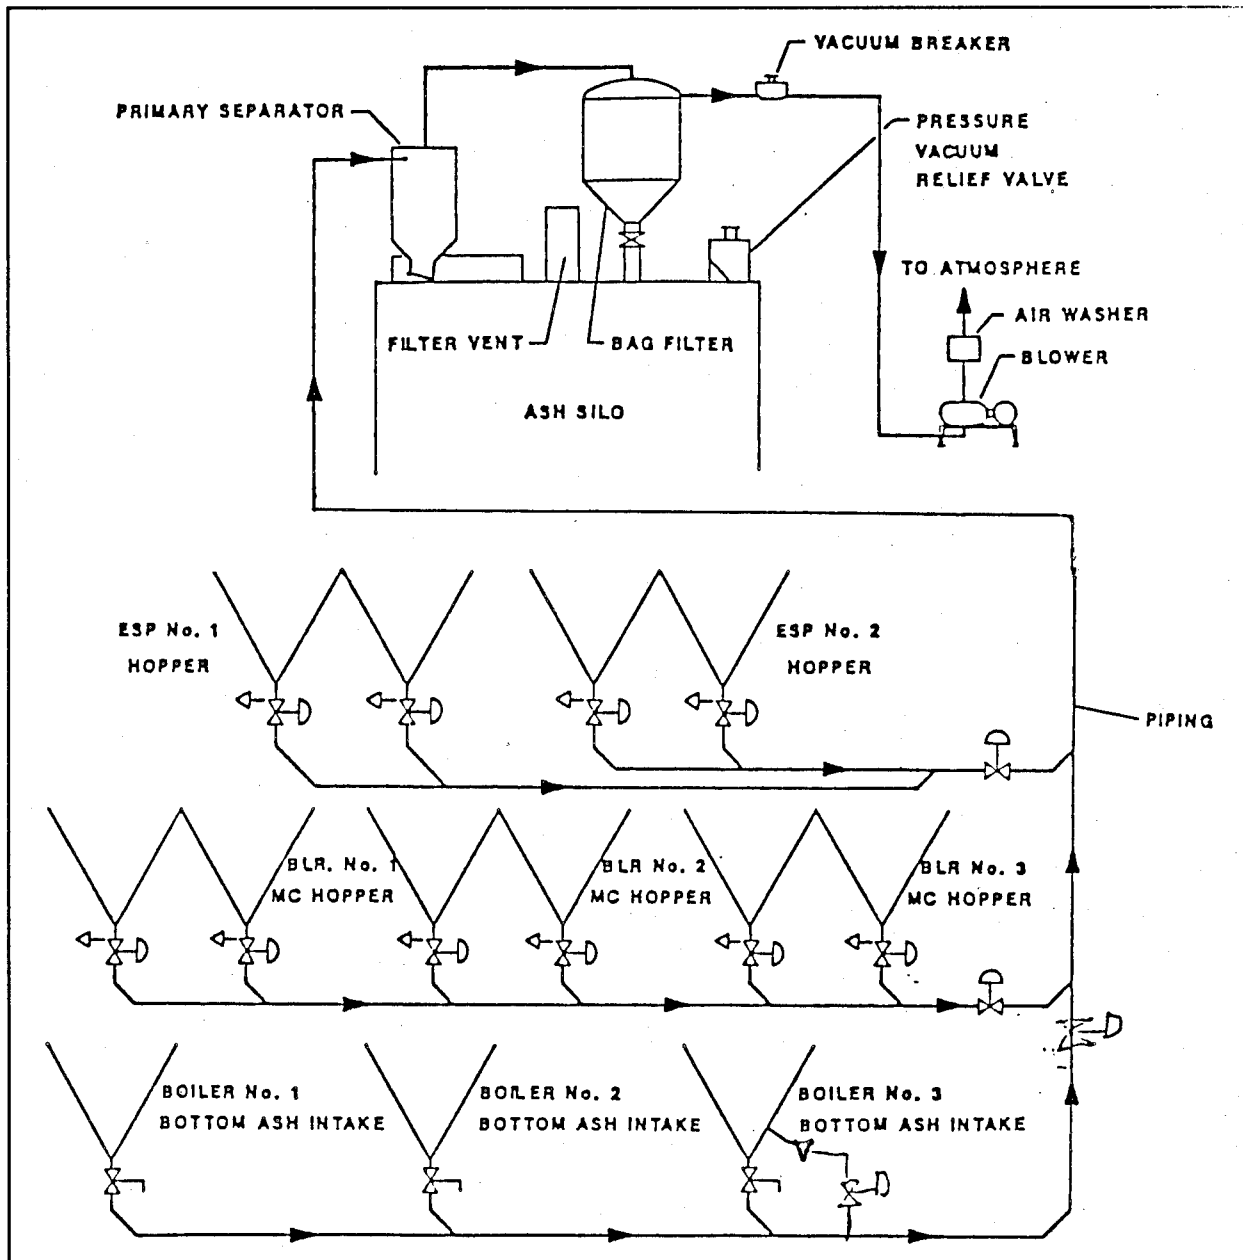 VACUUM BREAKER
PRIMARY SEPARATOR
PRESSURE
VACUUM
RELIEF VALVE
TO ATMOSPHERE
AIR WASHER
FILTER VENT
BAG FILTER
BLOWER
ASH SILO
ESP No. 1
HOPPER
ESP No. 2
HOPPER
PIPING
BLR. No. 1
MC HOPPER
BLR No. 2
MC HOPPER
BLR No. 3
MC HOPPER
BOILER No. 1
BOTTOM ASH INTAKE
BOILER No. 2
BOTTOM ASH INTAKE
BOILER No. 3
BOTTOM ASH INTAKE